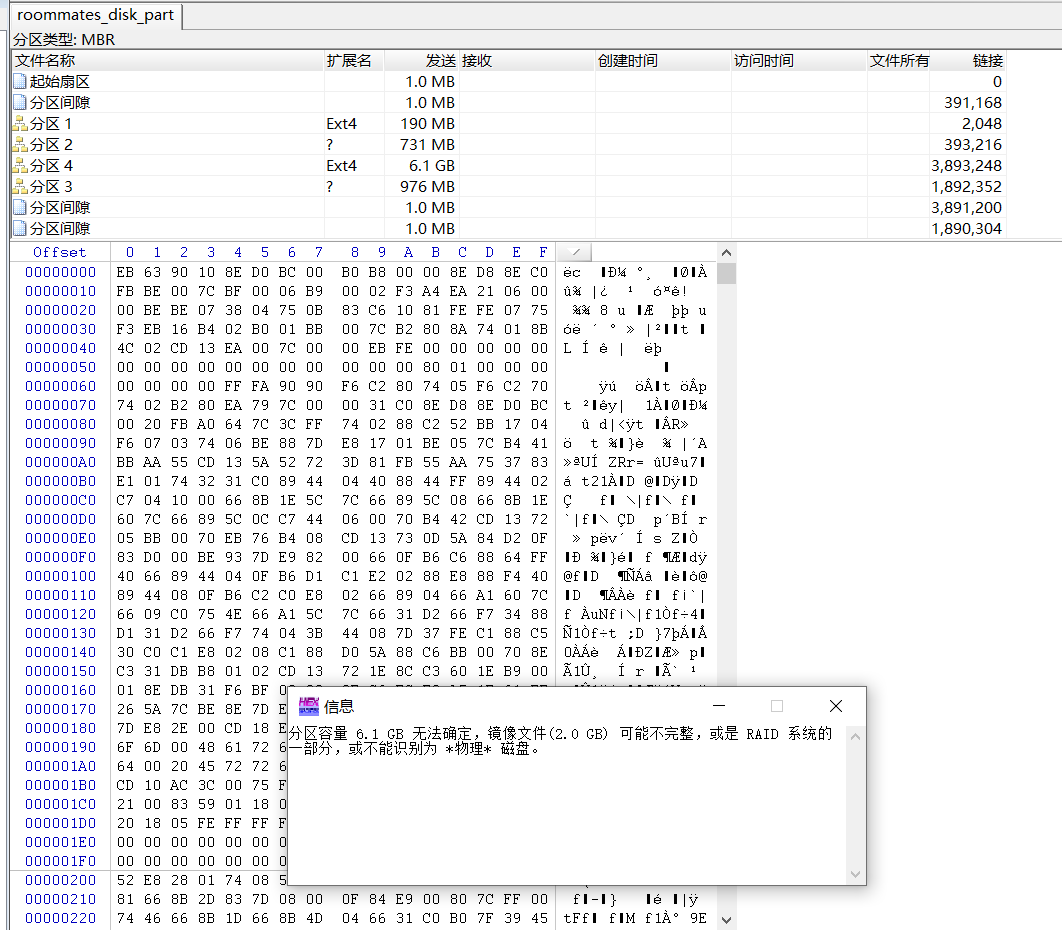 roommates_disk_part
分区类型: MBR
文件名称 扩展名 发送 接收 创建时间 访问时间 文件所有 链接
起始扇区 1.0 MB 0
分区间隙 1.0 MB 391,168
分区 1 Ext4 190 MB 2,048
分区 2 ? 731 MB 393,216
分区 4 Ext4 6.1 GB 3,893,248
分区 3 ? 976 MB 1,892,352
分区间隙 1.0 MB 3,891,200
分区间隙 1.0 MB 1,890,304
Offset 0 1 2 3 4 5 6 7 8 9 A B C D E F
00000000 EB 63 90 10 8E D0 BC 00 B0 B8 00 00 8E D8 8E C0
00000010 FB BE 00 7C BF 00 06 B9 00 02 F3 A4 EA 21 06 00
00000020 00 BE BE 07 38 04 75 0B 83 C6 10 81 FE FE 07 75
00000030 F3 EB 16 B4 02 B0 01 BB 00 7C B2 80 8A 74 01 8B
00000040 4C 02 CD 13 EA 00 7C 00 00 EB FE 00 00 00 00 00
00000050 00 00 00 00 00 00 00 00 00 00 00 80 01 00 00 00
00000060 00 00 00 00 FF FA 90 90 F6 C2 80 74 05 F6 C2 70
00000070 74 02 B2 80 EA 79 7C 00 00 31 C0 8E D8 8E D0 BC
00000080 00 20 FB A0 64 7C 3C FF 74 02 88 C2 52 BB 17 04
00000090 F6 07 03 74 06 BE 88 7D E8 17 01 BE 05 7C B4 41
000000A0 BB AA 55 CD 13 5A 52 72 3D 81 FB 55 AA 75 37 83
000000B0 E1 01 74 32 31 C0 89 44 04 40 88 44 FF 89 44 02
000000C0 C7 04 10 00 66 8B 1E 5C 7C 66 89 5C 08 66 8B 1E
000000D0 60 7C 66 89 5C 0C C7 44 06 00 70 B4 42 CD 13 72
000000E0 05 BB 00 70 EB 76 B4 08 CD 13 73 0D 5A 84 D2 0F
000000F0 83 D0 00 BE 93 7D E9 82 00 66 0F B6 C6 88 64 FF
00000100 40 66 89 44 04 0F B6 D1 C1 E2 02 88 E8 88 F4 40
00000110 89 44 08 0F B6 C2 C0 E8 02 66 89 04 66 A1 60 7C
00000120 66 09 C0 75 4E 66 A1 5C 7C 66 31 D2 66 F7 34 88
00000130 D1 31 D2 66 F7 74 04 3B 44 08 7D 37 FE C1 88 C5
00000140 30 C0 C1 E8 02 08 C1 88 D0 5A 88 C6 BB 00 70 8E
00000150 C3 31 DB B8 01 02 CD 13 72 1E 8C C3 60 1E B9 00
00000160 01 8E DB 31 F6 BF
00000170 26 5A 7C BE 8E 7D
00000180 7D E8 2E 00 CD 18
00000190 6F 6D 00 48 61 72
000001A0 64 00 20 45 72 72
000001B0 CD 10 AC 3C 00 75
000001C0 21 00 83 59 01 18
000001D0 20 18 05 FE FF FF
000001E0 00 00 00 00 00 00
000001F0 00 00 00 00 00 00
00000200 52 E8 28 01 74 08
00000210 81 66 8B 2D 83 7D 08 00 0F 84 E9 00 80 7C FF 00
00000220 74 46 66 8B 1D 66 8B 4D 04 66 31 C0 B0 7F 39 45
信息
分区容量 6.1 GB 无法确定，镜像文件(2.0 GB) 可能不完整，或是 RAID 系统的
一部分，或不能识别为 *物理* 磁盘。